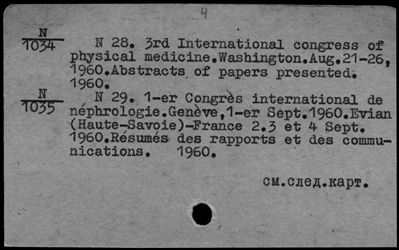 4
N
1034
N 28. 3rd International congress of
physical medicine.Washington.Aug.21-26,
1960.Abstracts of papers presented.
1960.
N
1035
N 29. 1-er Congrès international de
néphrologie.Genève,1-er Sept.1960.Evian
(Haute-Savoie)-France 2.3 et 4 Sept.
1960.Résumés des rapports et des commu-
nications. 1960.
см.след.карт.